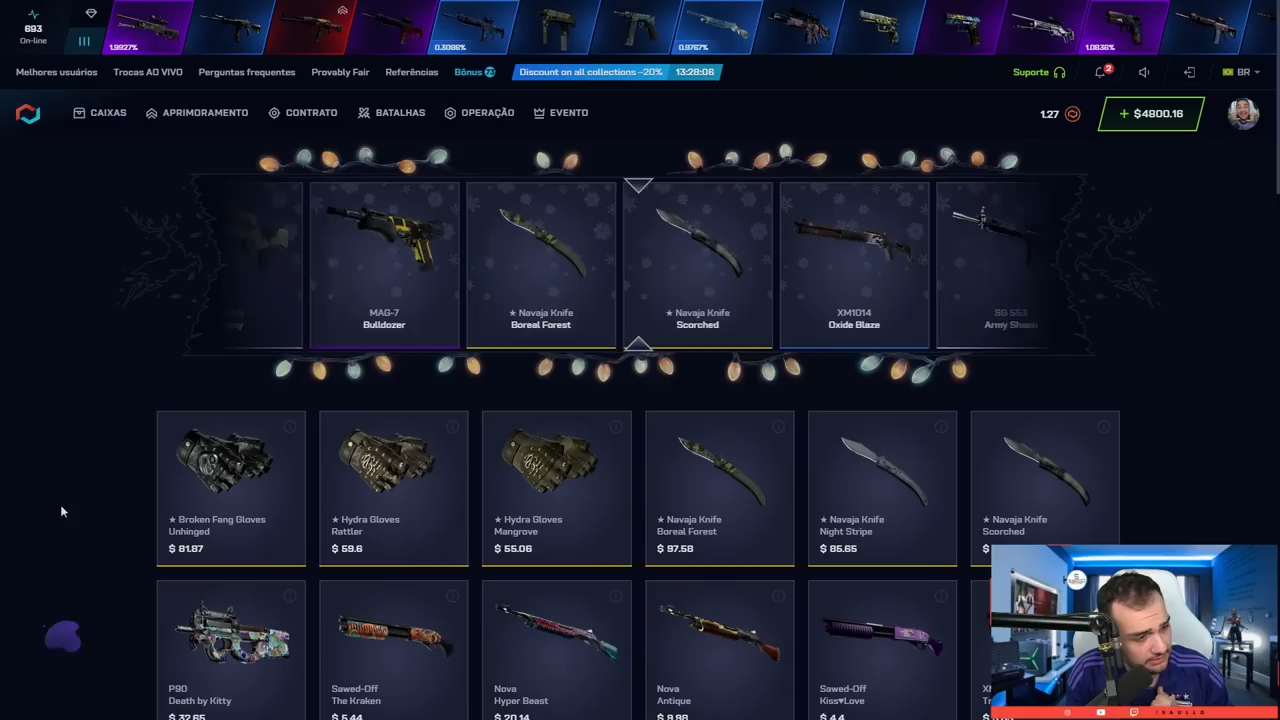 693
On-line
1.9927%
0.3086%
0.9767%
1.0836%
Melhores usuários
Trocas AO VIVO
Perguntas frequentes
Provably Fair
Referências
Bônus
Discount on all collections −20%
13:28:06
Suporte
2
BR
CAIXAS
APRIMORAMENTO
CONTRATO
BATALHAS
OPERAÇÃO
EVENTO
1.27
+ $4800.16
MAG-7
Bulldozer
★ Navaja Knife
Boreal Forest
★ Navaja Knife
Scorched
XM1014
Oxide Blaze
SG 553
Army Sheen
★ Broken Fang Gloves
Unhinged
$ 81.87
★ Hydra Gloves
Rattler
$ 59.6
★ Hydra Gloves
Mangrove
$ 55.06
★ Navaja Knife
Boreal Forest
$ 97.58
★ Navaja Knife
Night Stripe
$ 85.65
★ Navaja Knife
Scorched
$
P90
Death by Kitty
$ 32.65
Sawed-Off
The Kraken
$ 5.44
Nova
Hyper Beast
$ 20.14
Nova
Antique
$ 9.98
Sawed-Off
Kiss♥Love
$ 4.4